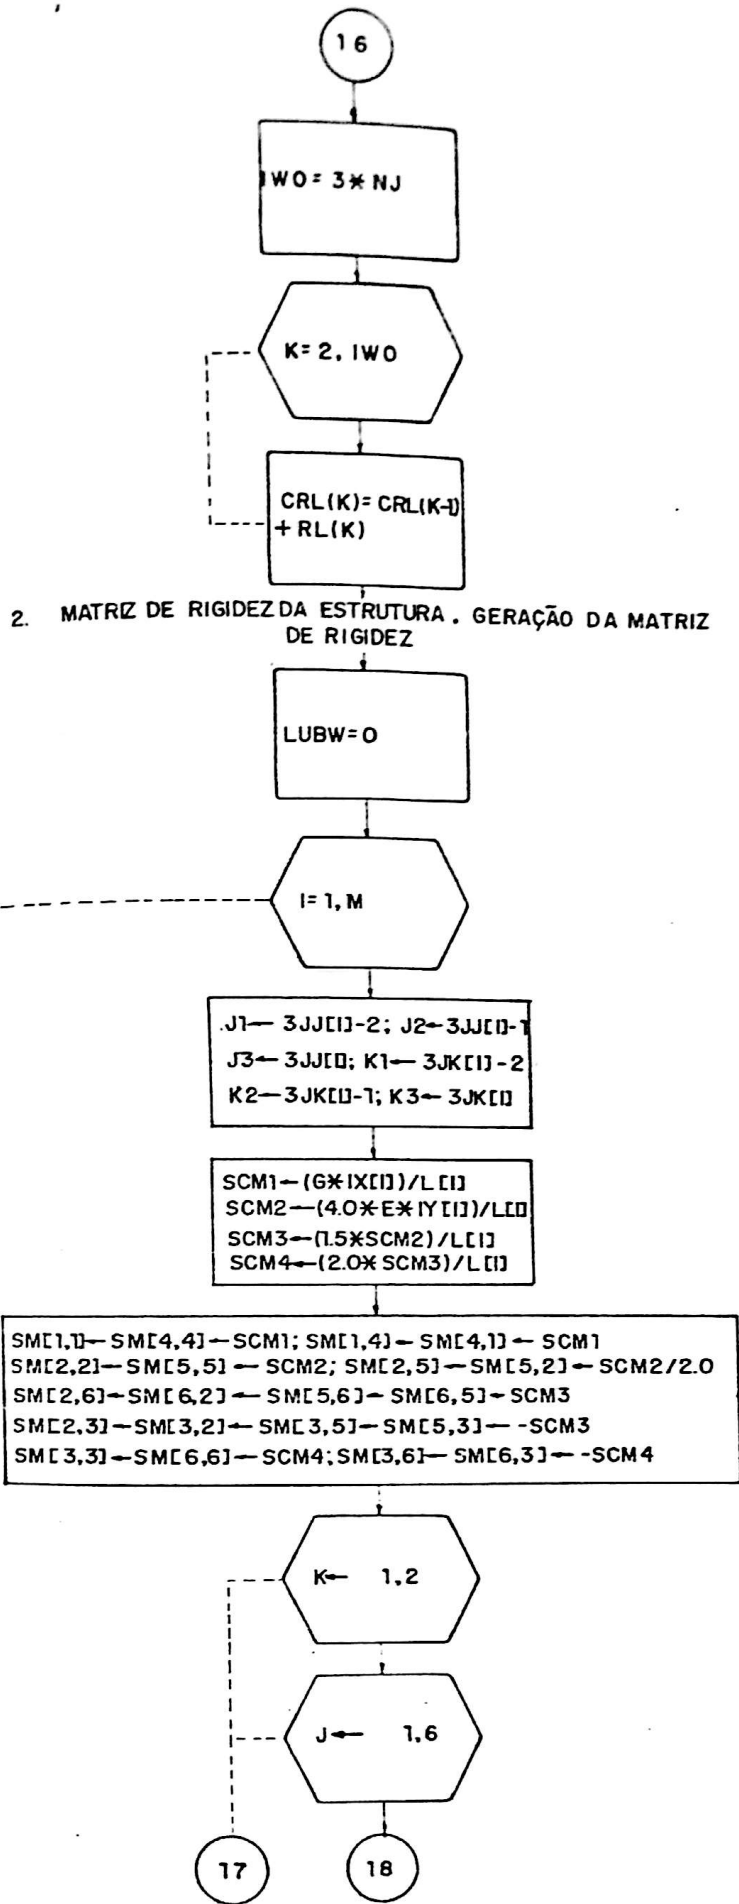 16
IWO= 3* NJ
K= 2, IWO
CRL(K)= CRL(K-1)
+ RL(K)
2. MATRIZ DE RIGIDEZ DA ESTRUTURA. GERAÇÃO DA MATRIZ
DE RIGIDEZ
LUBW=0
I= 1, M
J1← 3JJ[I]-2; J2←3JJ[I]-1
J3← 3JJ[I]; K1← 3JK[I]-2
K2←3JK[I]-1; K3← 3JK[I]
SCM1←(G*IX[I])/L[I]
SCM2←(4.0*E*IY[I])/L[I]
SCM3←(1.5*SCM2)/L[I]
SCM4←(2.0*SCM3)/L[I]
SM[1,1]←SM[4,4]←SCM1; SM[1,4]←SM[4,1]← SCM1
SM[2,2]←SM[5,5] ← SCM2; SM[2,5]←SM[5,2]←SCM2/2.0
SM[2,6]←SM[6,2] ← SM[5,6]←SM[6,5]←SCM3
SM[2,3]←SM[3,2]← SM[3,5]←SM[5,3]← -SCM3
SM[3,3]←SM[6,6]← SCM4; SM[3,6]← SM[6,3]← -SCM4
K← 1,2
J← 1,6
17
18